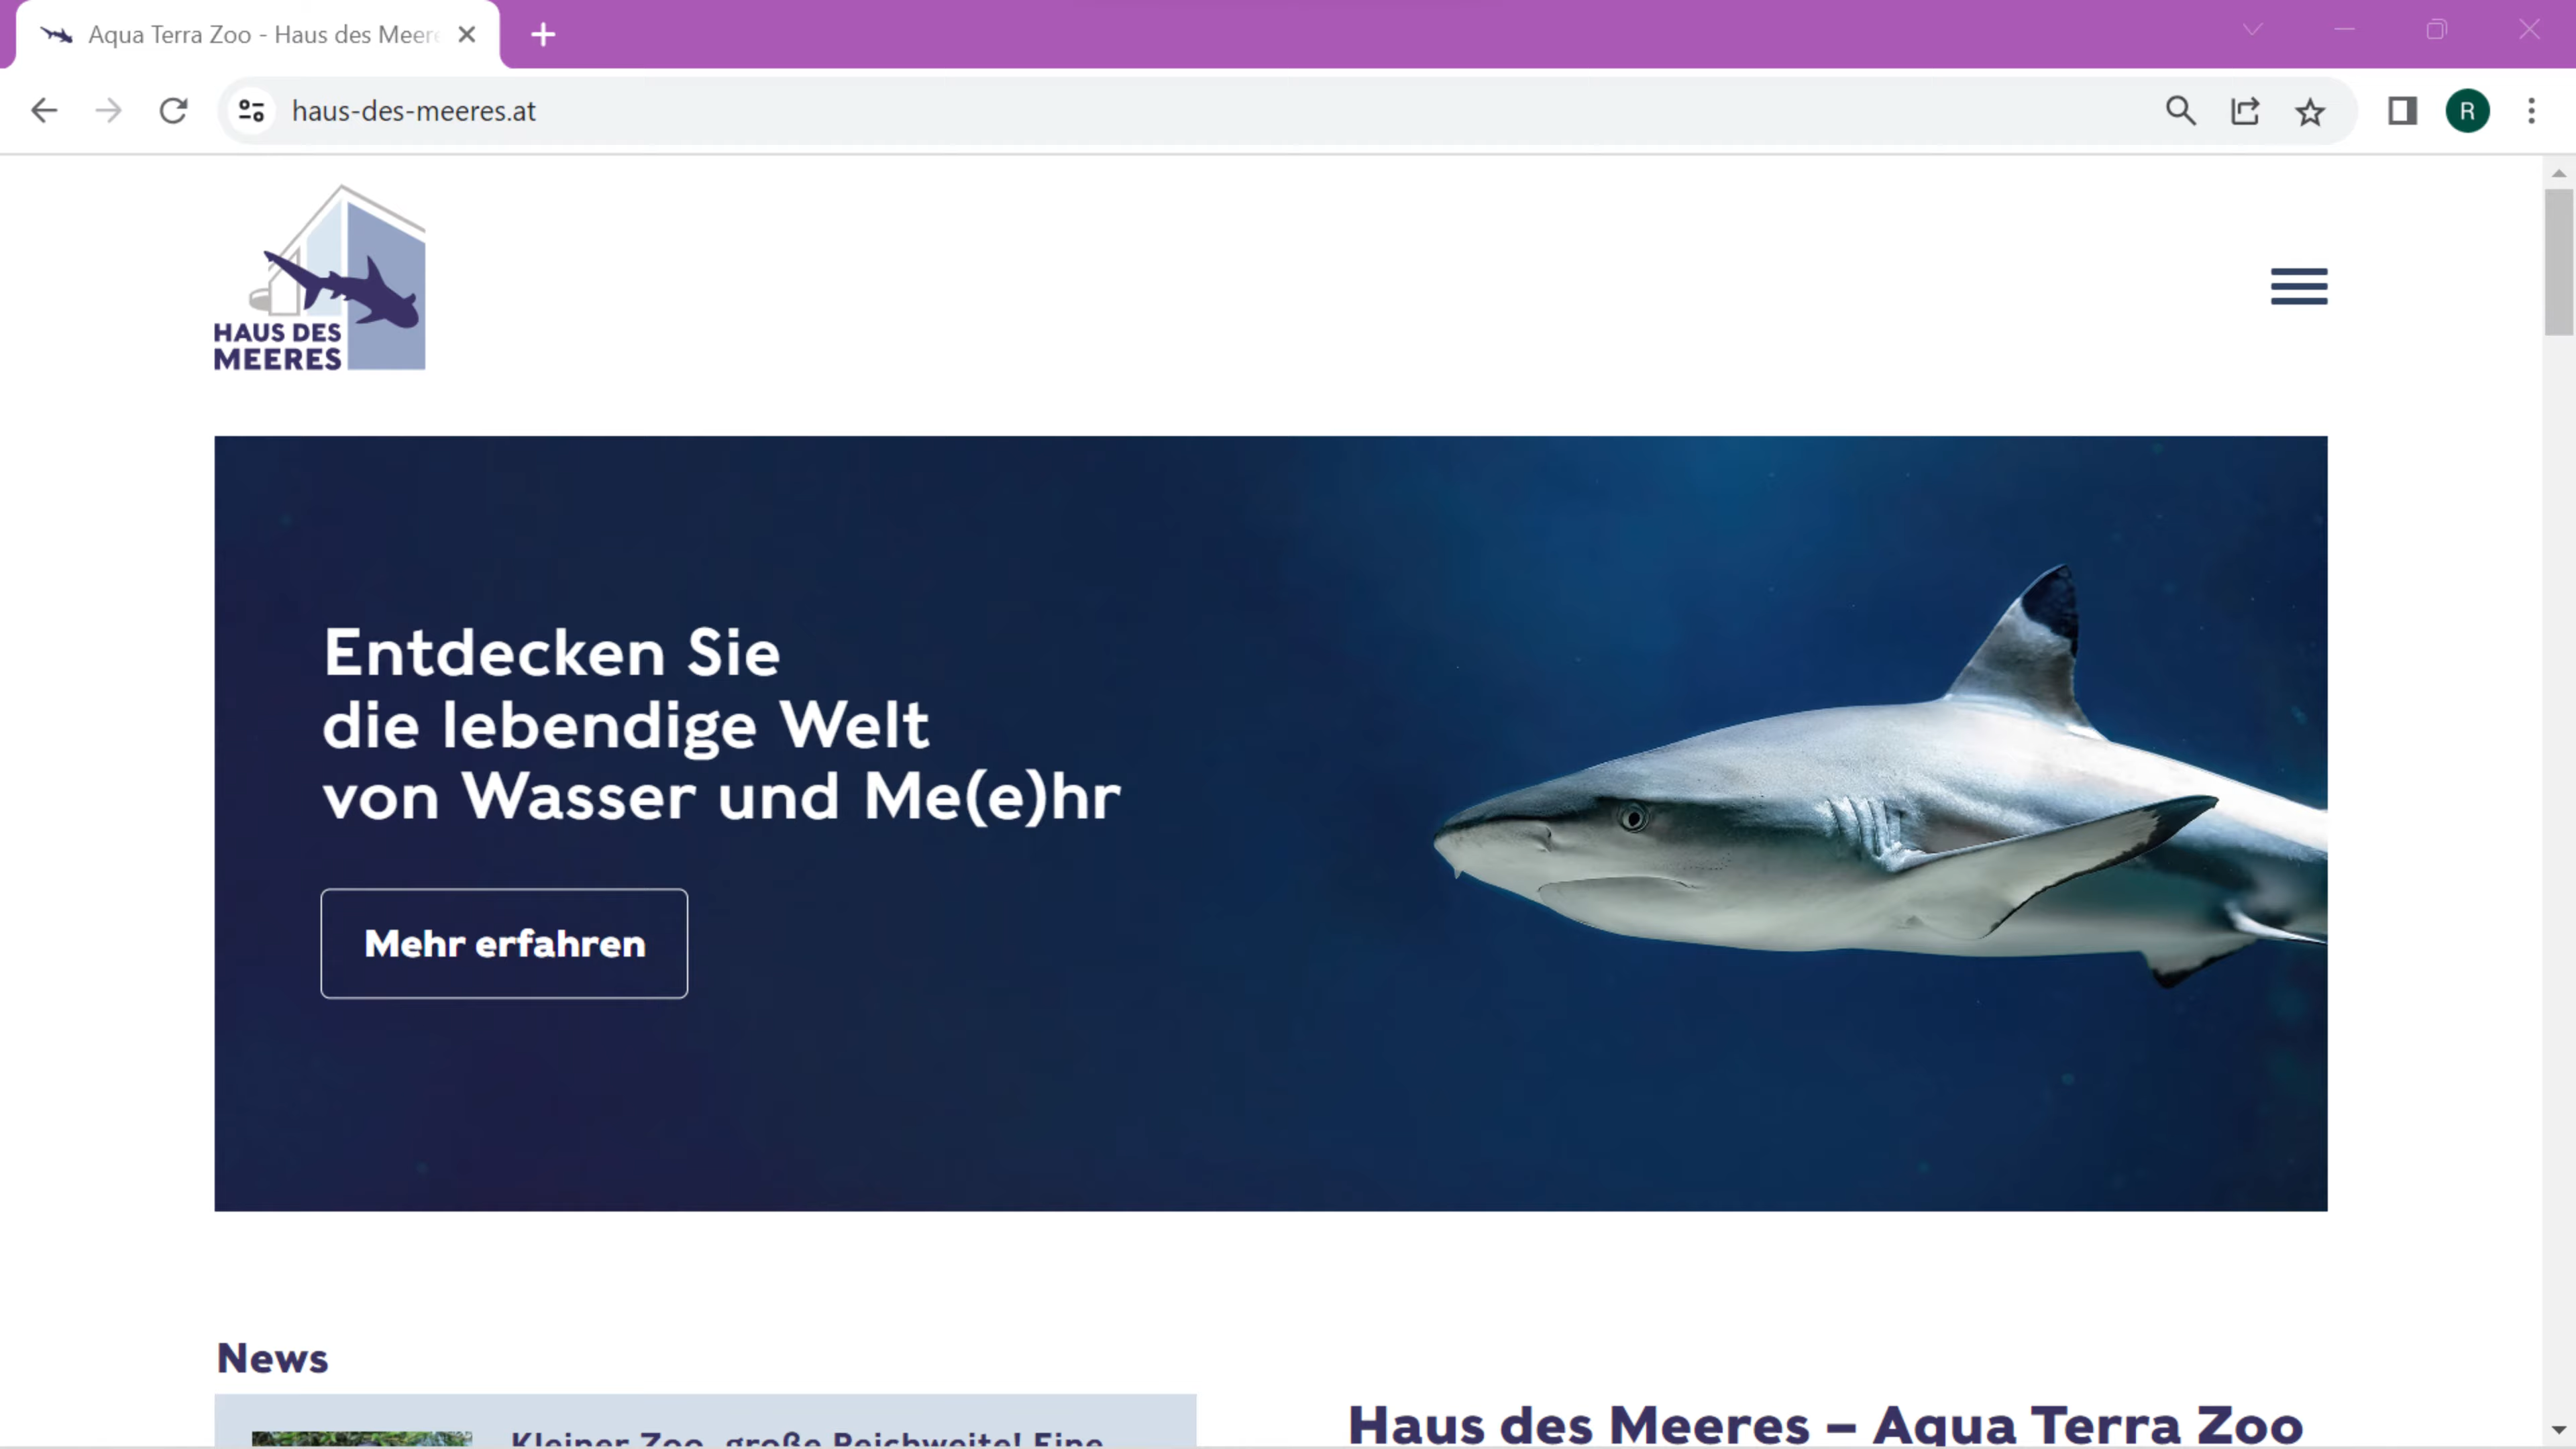 Aqua Terra Zoo - Haus des Meere
haus-des-meeres.at
R
HAUS DES
MEERES
Entdecken Sie
die lebendige Welt
von Wasser und Me(e)hr
Mehr erfahren
News
Kleiner Zoo, große Reichweite! Eine
Haus des Meeres – Aqua Terra Zoo